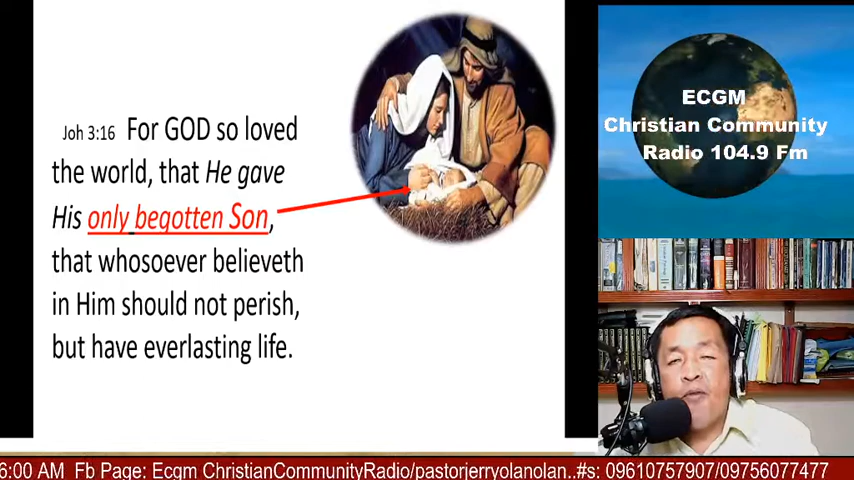 Joh 3:16 For GOD so loved
the world, that He gave
His only begotten Son,
that whosoever believeth
in Him should not perish,
but have everlasting life.
ECGM
Christian Community
Radio 104.9 Fm
6:00 AM Fb Page: Ecgm ChristianCommunityRadio/pastorjerryolanolan..#s: 09610757907/09756077477